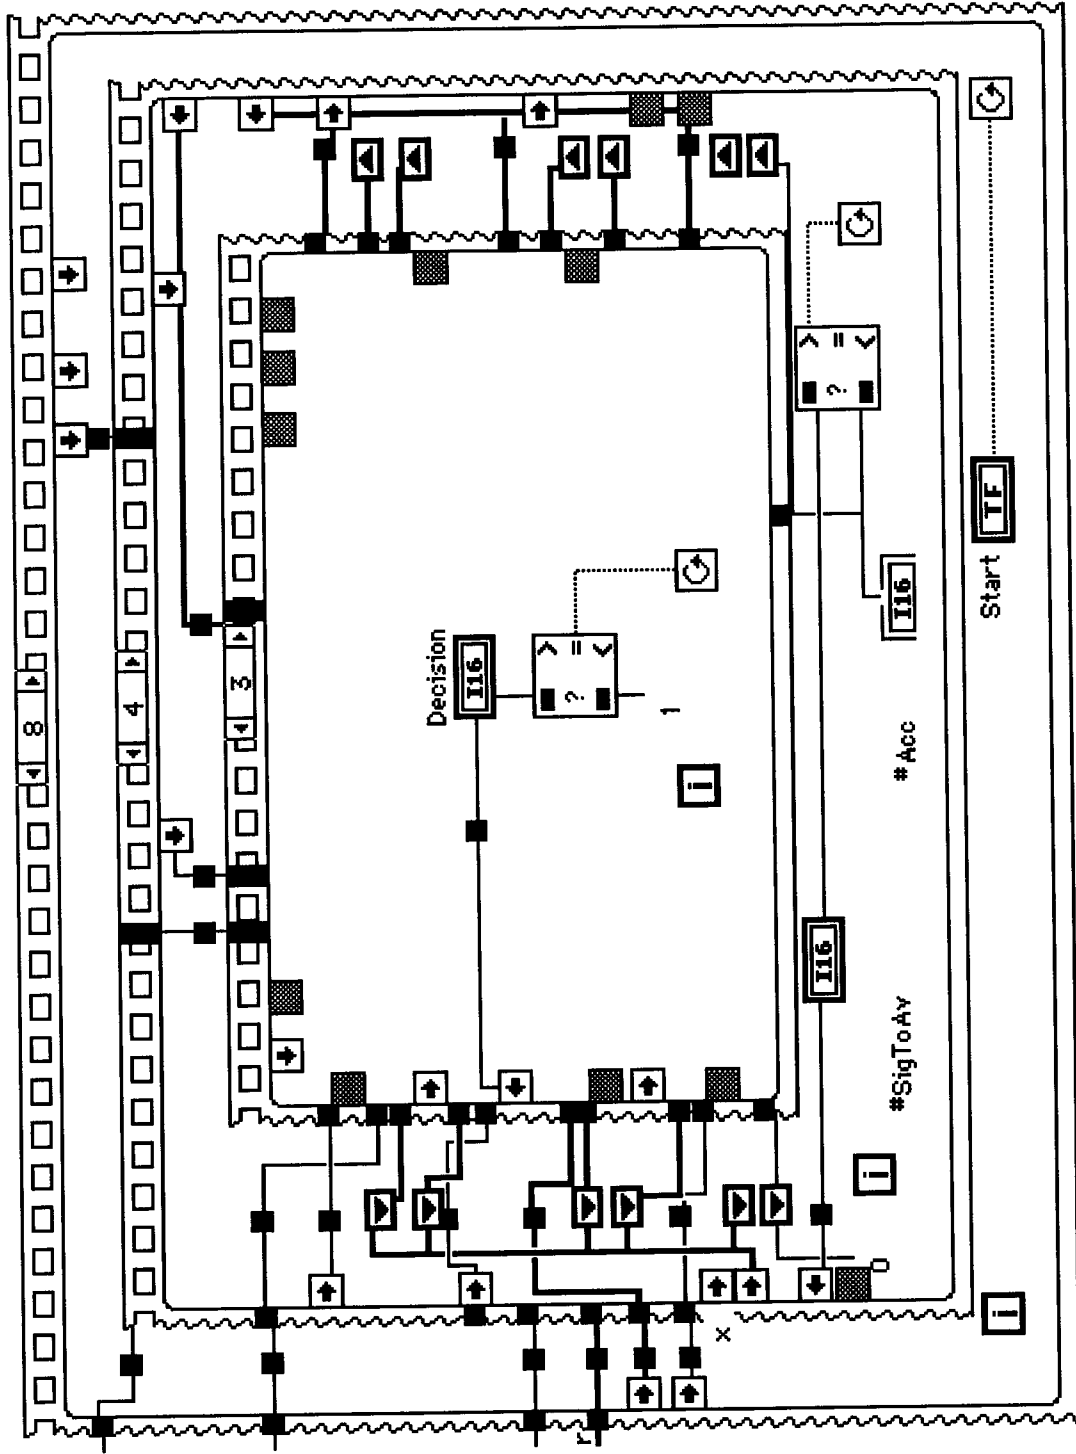 8
4
3
Decision
I16
? > = <
1
i
? > = <
I16
#Acc
I16
#SigToAv
i
0
Start
TF
i
x
r